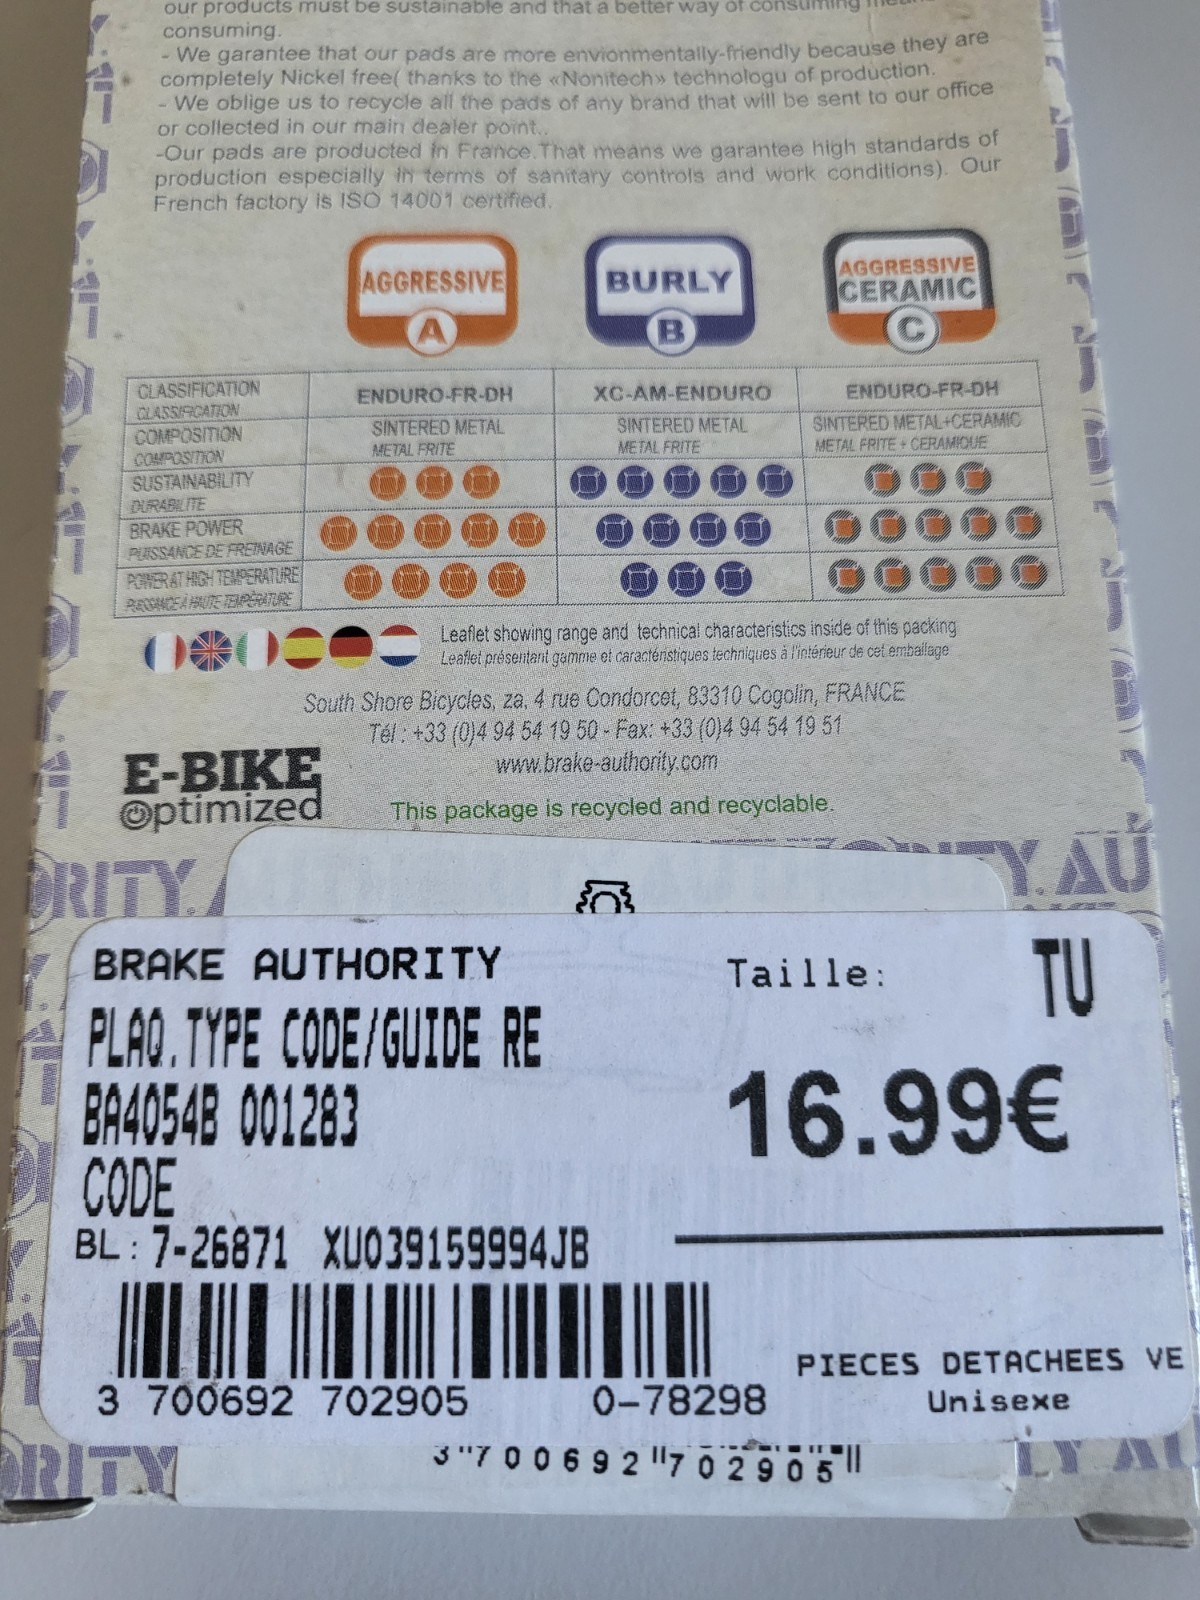 our products must be sustainable and that a better way of consuming
consuming.
- We garantee that our pads are more envionmentally-friendly because they are
completely Nickel free( thanks to the «Nonitech» technologu of production.
- We oblige us to recycle all the pads of any brand that will be sent to our office
or collected in our main dealer point..
-Our pads are producted in France.That means we garantee high standards of
production especially in terms of sanitary controls and work conditions). Our
French factory is ISO 14001 certified.
AGGRESSIVE BURLY AGGRESSIVE
CERAMIC
A B C
CLASSIFICATION ENDURO-FR-DH XC-AM-ENDURO ENDURO-FR-DH
CLASSIFICATION
COMPOSITION SINTERED METAL SINTERED METAL SINTERED METAL+CERAMIC
COMPOSITION METAL FRITE METAL FRITE METAL FRITE + CERAMIQUE
SUSTAINABILITY
DURABILITE
BRAKE POWER
PUISSANCE DE FREINAGE
POWER AT HIGH TEMPERATURE
PUISSANCE À HAUTE TEMPÉRATURE
Leaflet showing range and technical characteristics inside of this packing
Leaflet présentant gamme et caractéristiques techniques à l'intérieur de cet emballage
South Shore Bicycles, za. 4 rue Condorcet, 83310 Cogolin, FRANCE
Tél : +33 (0)4 94 54 19 50 - Fax: +33 (0)4 94 54 19 51
www.brake-authority.com
E-BIKE
optimized
This package is recycled and recyclable.
ORITY. ORITY.AU
BRAKE AUTHORITY Taille: TU
PLAQ.TYPE CODE/GUIDE RE
BA4054B 001283 16.99€
CODE
BL: 7-26871 XU039159994JB
PIECES DETACHEES VE
Unisexe
3 700692 702905 0-78298
3 700692 702905
ORITY